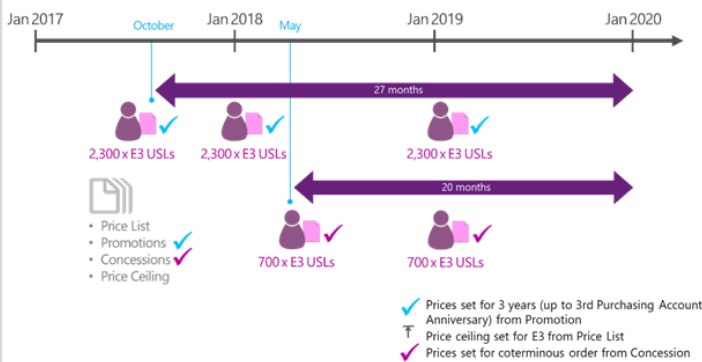 Jan 2017
Jan 2018
Jan 2019
Jan 2020
October
May
27 months
2,300 x E3 USLs
2,300 x E3 USLs
2,300 x E3 USLs
20 months
• Price List
• Promotions
• Concessions
• Price Ceiling
700 x E3 USLs
700 x E3 USLs
Prices set for 3 years (up to 3rd Purchasing Account
Anniversary) from Promotion
Price ceiling set for E3 from Price List
Prices set for coterminous order from Concession